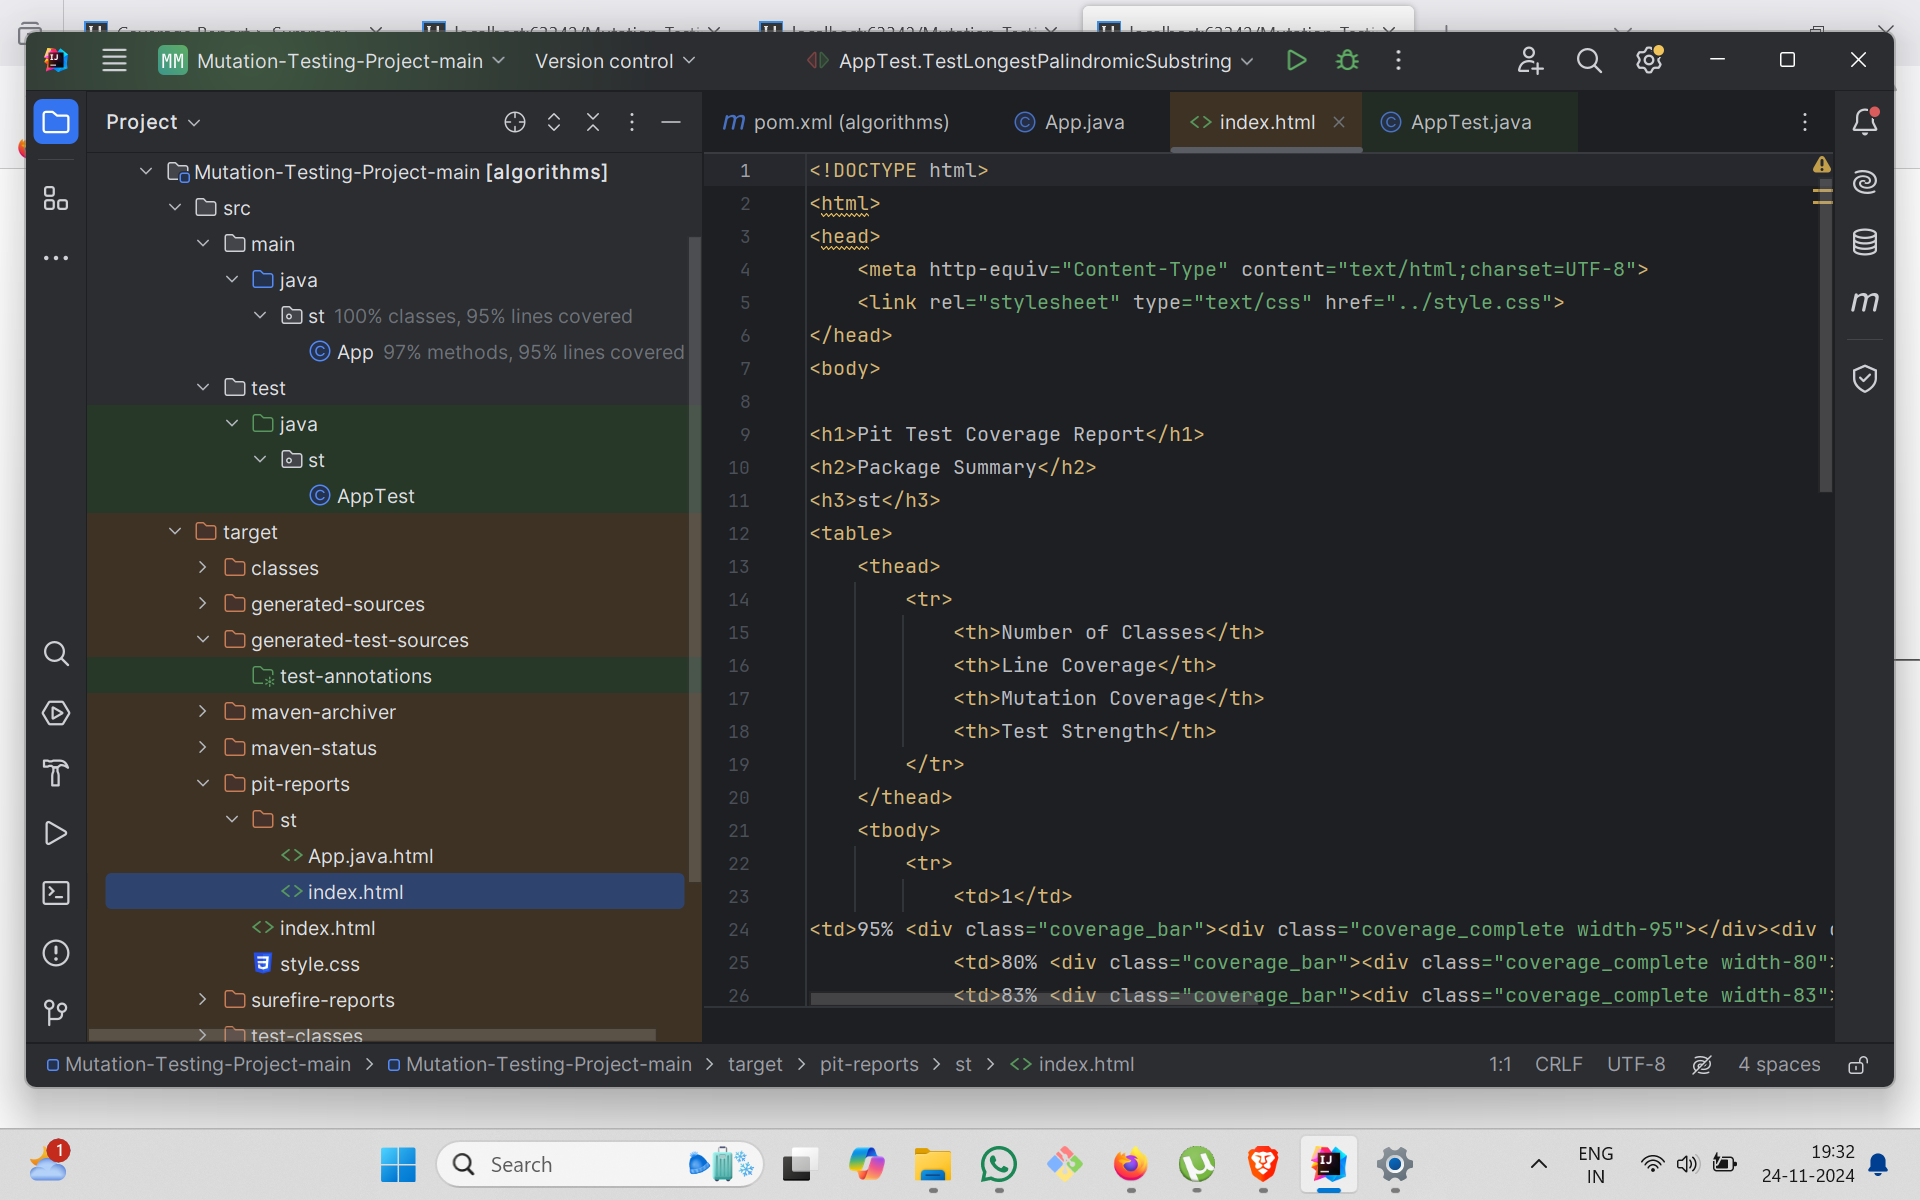 MM Mutation-Testing-Project-main Version control AppTest.TestLongestPalindromicSubstring
Project
pom.xml (algorithms) App.java <> index.html AppTest.java
Mutation-Testing-Project-main [algorithms]
src
main
java
st 100% classes, 95% lines covered
App 97% methods, 95% lines covered
test
java
st
AppTest
target
classes
generated-sources
generated-test-sources
test-annotations
maven-archiver
maven-status
pit-reports
st
<> App.java.html
<> index.html
<> index.html
style.css
surefire-reports
test-classes
1 <!DOCTYPE html>
2 <html>
3 <head>
4 <meta http-equiv="Content-Type" content="text/html;charset=UTF-8">
5 <link rel="stylesheet" type="text/css" href="../style.css">
6 </head>
7 <body>
8
9 <h1>Pit Test Coverage Report</h1>
10 <h2>Package Summary</h2>
11 <h3>st</h3>
12 <table>
13 <thead>
14 <tr>
15 <th>Number of Classes</th>
16 <th>Line Coverage</th>
17 <th>Mutation Coverage</th>
18 <th>Test Strength</th>
19 </tr>
20 </thead>
21 <tbody>
22 <tr>
23 <td>1</td>
24 <td>95% <div class="coverage_bar"><div class="coverage_complete width-95"></div><div c
25 <td>80% <div class="coverage_bar"><div class="coverage_complete width-80">
26 <td>83% <div class="coverage_bar"><div class="coverage_complete width-83">
Mutation-Testing-Project-main > Mutation-Testing-Project-main > target > pit-reports > st > <> index.html
1:1 CRLF UTF-8 4 spaces
1
Search
ENG
IN
19:32
24-11-2024